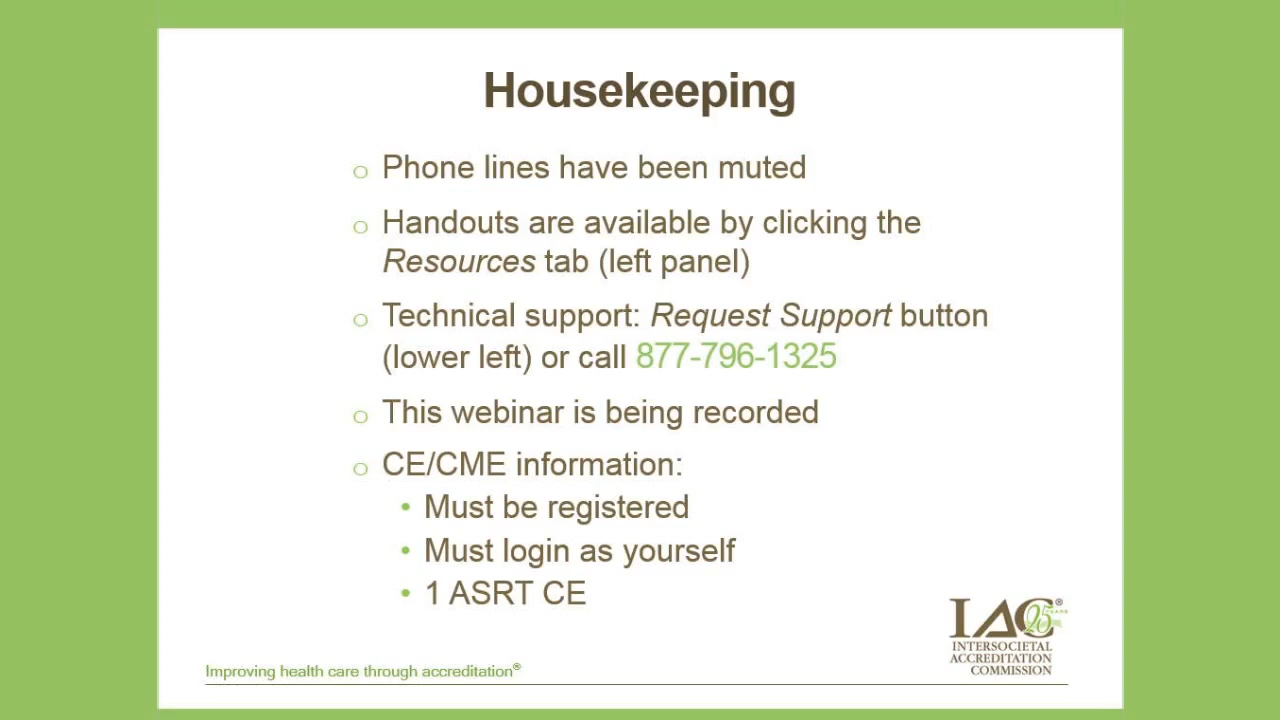 Housekeeping
o Phone lines have been muted
o Handouts are available by clicking the
Resources tab (left panel)
o Technical support: Request Support button
(lower left) or call 877-796-1325
o This webinar is being recorded
o CE/CME information:
• Must be registered
• Must login as yourself
• 1 ASRT CE
IAC®
25 YEARS
INTERSOCIETAL
ACCREDITATION
COMMISSION
Improving health care through accreditation®